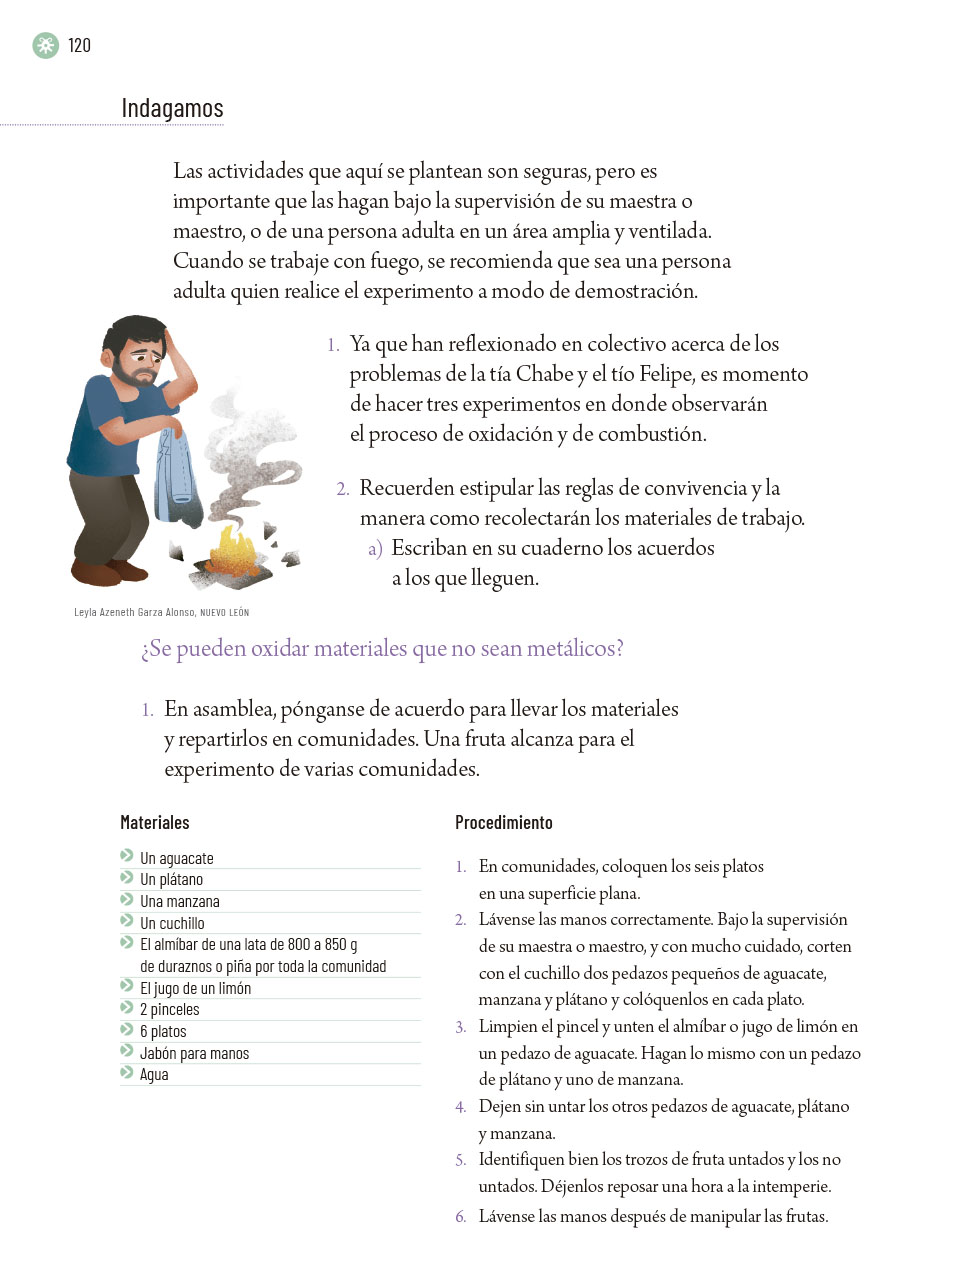 120
Indagamos
Las actividades que aquí se plantean son seguras, pero es
importante que las hagan bajo la supervisión de su maestra o
maestro, o de una persona adulta en un área amplia y ventilada.
Cuando se trabaje con fuego, se recomienda que sea una persona
adulta quien realice el experimento a modo de demostración.
1. Ya que han reflexionado en colectivo acerca de los
problemas de la tía Chabe y el tío Felipe, es momento
de hacer tres experimentos en donde observarán
el proceso de oxidación y de combustión.
2. Recuerden estipular las reglas de convivencia y la
manera como recolectarán los materiales de trabajo.
a) Escriban en su cuaderno los acuerdos
a los que lleguen.
Leyla Azeneth Garza Alonso, NUEVO LEÓN
¿Se pueden oxidar materiales que no sean metálicos?
1. En asamblea, pónganse de acuerdo para llevar los materiales
y repartirlos en comunidades. Una fruta alcanza para el
experimento de varias comunidades.
Materiales
Un aguacate
Un plátano
Una manzana
Un cuchillo
El almíbar de una lata de 800 a 850 g
de duraznos o piña por toda la comunidad
El jugo de un limón
2 pinceles
6 platos
Jabón para manos
Agua
Procedimiento
1. En comunidades, coloquen los seis platos
en una superficie plana.
2. Lávense las manos correctamente. Bajo la supervisión
de su maestra o maestro, y con mucho cuidado, corten
con el cuchillo dos pedazos pequeños de aguacate,
manzana y plátano y colóquenlos en cada plato.
3. Limpien el pincel y unten el almíbar o jugo de limón en
un pedazo de aguacate. Hagan lo mismo con un pedazo
de plátano y uno de manzana.
4. Dejen sin untar los otros pedazos de aguacate, plátano
y manzana.
5. Identifiquen bien los trozos de fruta untados y los no
untados. Déjenlos reposar una hora a la intemperie.
6. Lávense las manos después de manipular las frutas.